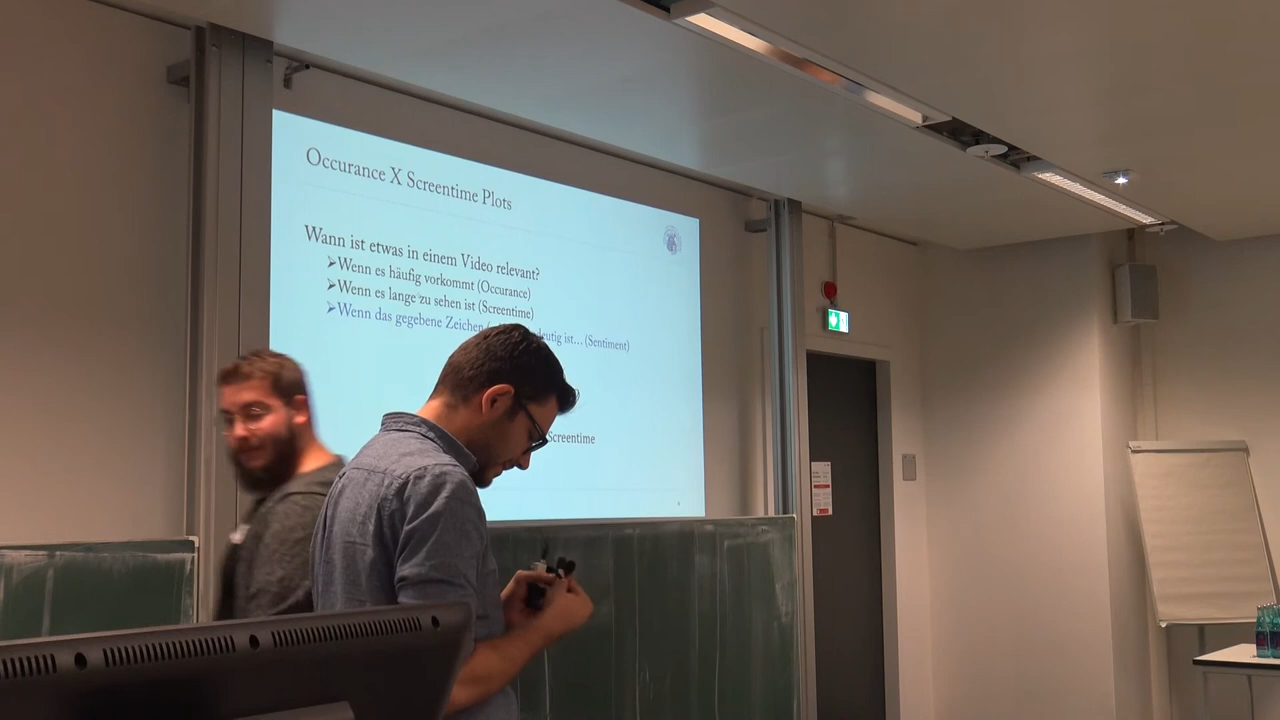 Occurance X Screentime Plots
Wann ist etwas in einem Video relevant?
➢Wenn es häufig vorkommt (Occurance)
➢Wenn es lange zu sehen ist (Screentime)
➢Wenn das gegebene Zeichen ist… (Sentiment)
Screentime